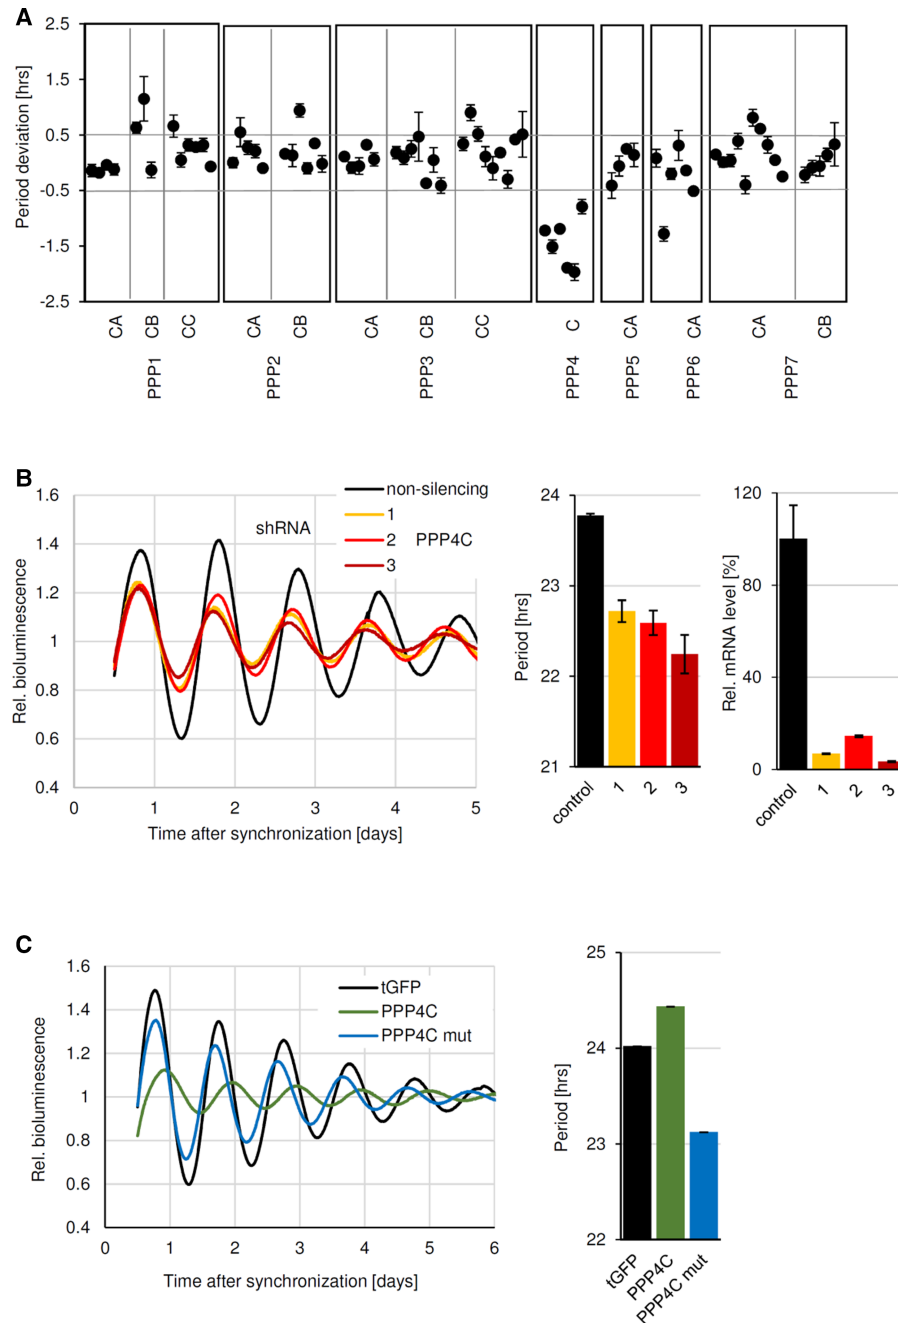 A
Period deviation [hrs]
2.5
1.5
0.5
-0.5
-1.5
-2.5
CA
CB
CC
CA
CB
CA
CB
CC
C
CA
CA
CA
CB
PPP1
PPP2
PPP3
PPP4
PPP5
PPP6
PPP7
B
Rel. bioluminescence
1.6
1.4
1.2
1
0.8
0.6
0.4
0
1
2
3
4
5
Time after synchronization [days]
shRNA
non-silencing
1
2 PPP4C
3
Period [hrs]
24
23
22
21
control
1
2
3
Rel. mRNA level [%]
120
80
40
0
control
1
2
3
C
Rel. bioluminescence
1.6
1.4
1.2
1
0.8
0.6
0.4
0
1
2
3
4
5
6
Time after synchronization [days]
tGFP
PPP4C
PPP4C mut
Period [hrs]
25
24
23
22
tGFP
PPP4C
PPP4C mut